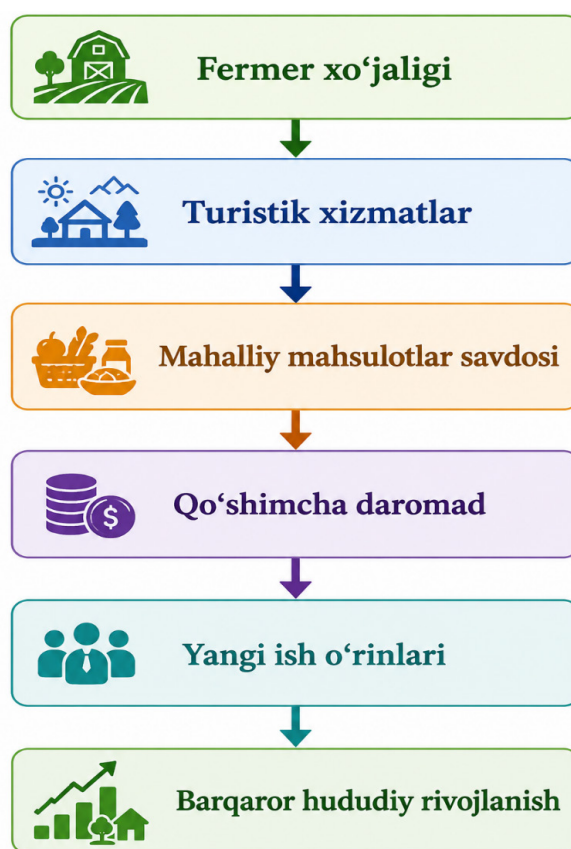 Fermer xo‘jaligi
Turistik xizmatlar
Mahalliy mahsulotlar savdosi
$
Qo‘shimcha daromad
Yangi ish o‘rinlari
Barqaror hududiy rivojlanish